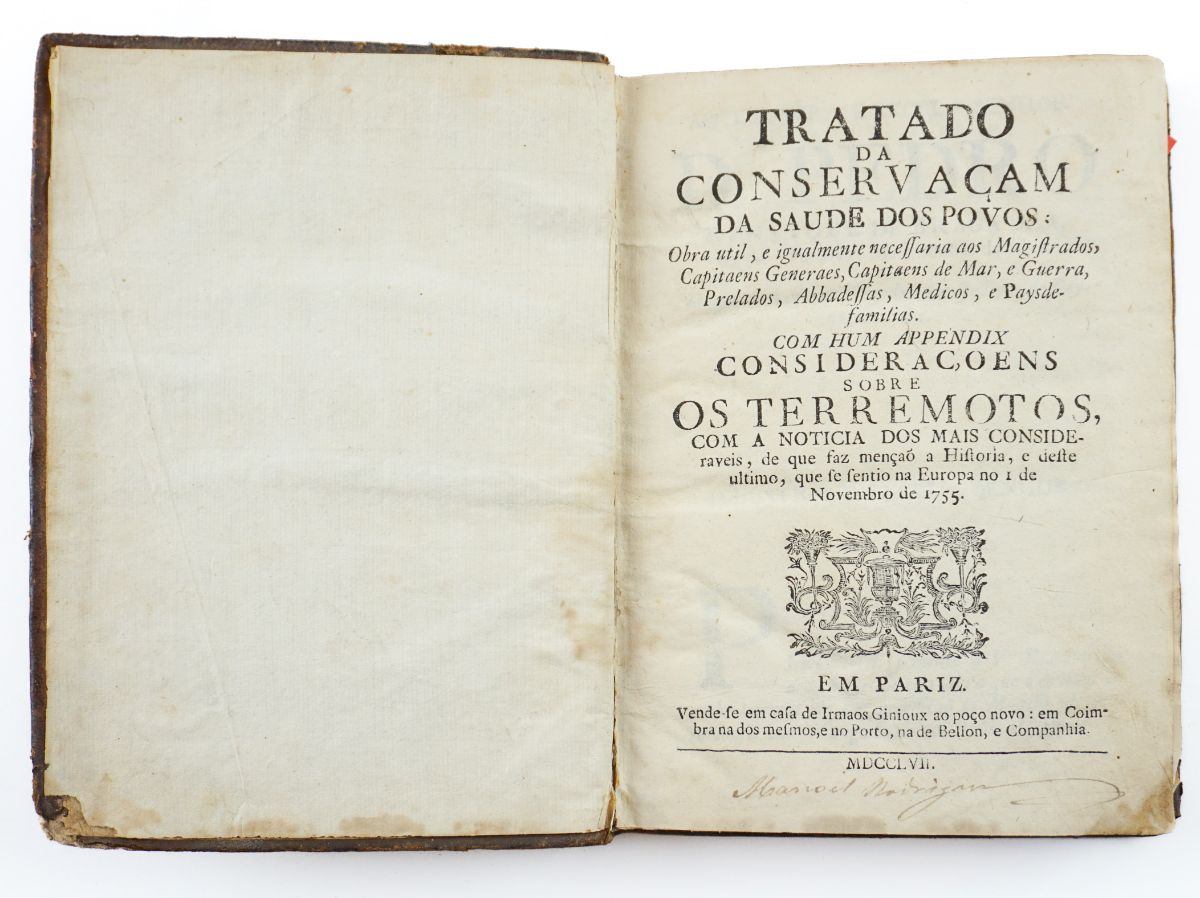 TRATADO
DA
CONSERVAÇAM
DA SAUDE DOS POVOS:
Obra util, e igualmente neceſſaria aos Magiſtrados,
Capitaens Generaes, Capitaens de Mar, e Guerra,
Prelados, Abbadeſſas, Medicos, e Paysde-
familias.
COM HUM APPENDIX
CONSIDERAÇOENS
SOBRE
OS TERREMOTOS,
COM A NOTICIA DOS MAIS CONSIDE-
raveis, de que faz mençaõ a Hiſtoria, e deſte
ultimo, que ſe ſentio na Europa no 1 de
Novembro de 1755.
EM PARIZ.
Vende-ſe em caſa de Irmaos Ginioux ao poço novo: em Coim-
bra na dos meſmos, e no Porto, na de Bellon, e Companhia.
MDCCLVII.
Manoel Rodrigues